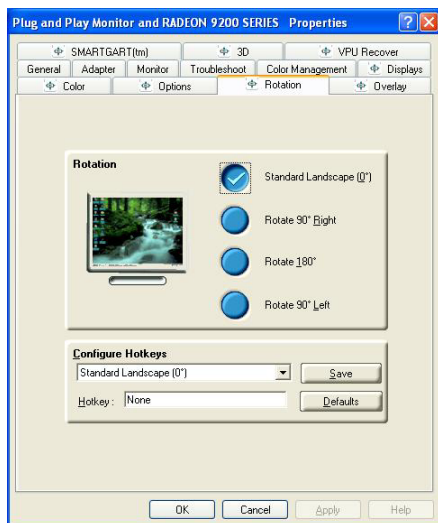 Plug and Play Monitor and RADEON 9200 SERIES Properties
SMARTGART(tm) 3D VPU Recover
General Adapter Monitor Troubleshoot Color Management Displays
Color Options Rotation Overlay
Rotation
Standard Landscape (0°)
Rotate 90° Right
Rotate 180°
Rotate 90° Left
Configure Hotkeys
Standard Landscape (0°) Save
Hotkey : None Defaults
OK Cancel Apply Help